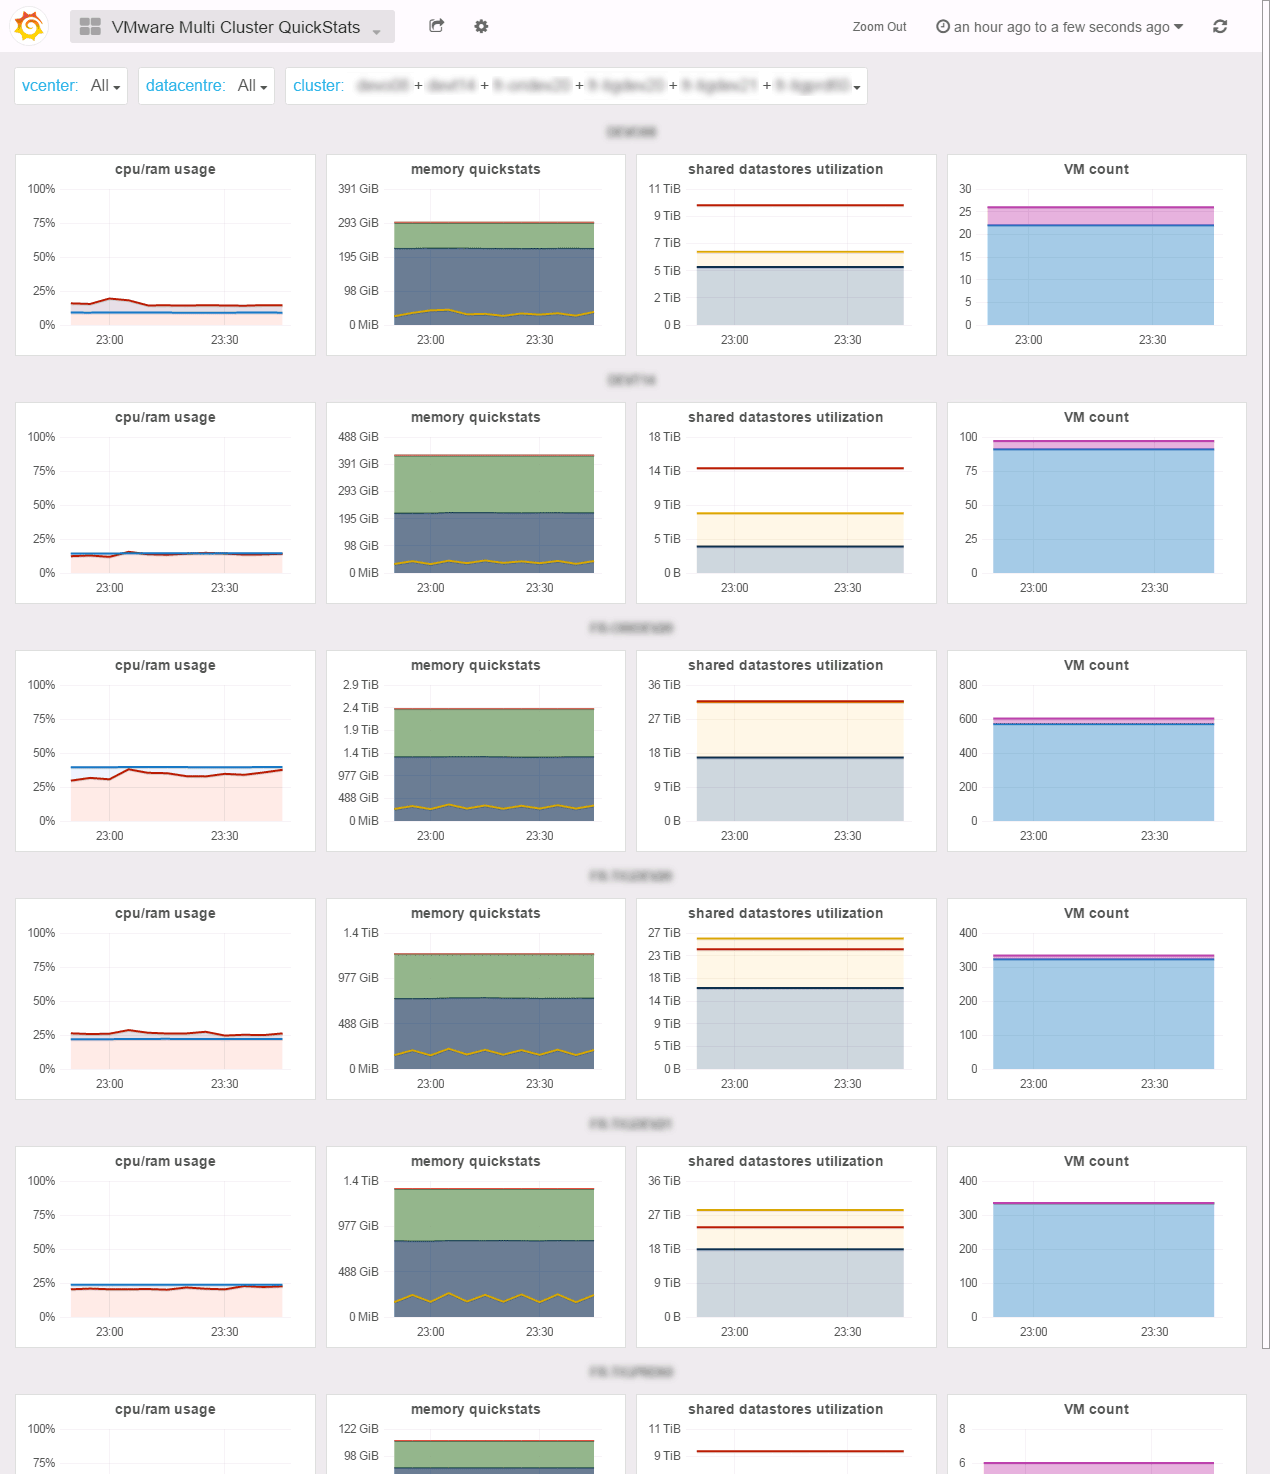 VMware Multi Cluster QuickStats
Zoom Out
an hour ago to a few seconds ago
vcenter: All
datacentre: All
cluster: + + + + +
cpu/ram usage
100%
75%
50%
25%
0%
23:00 23:30
memory quickstats
391 GiB
293 GiB
195 GiB
98 GiB
0 MiB
23:00 23:30
shared datastores utilization
11 TiB
9 TiB
7 TiB
5 TiB
2 TiB
0 B
23:00 23:30
VM count
30
25
20
15
10
5
0
23:00 23:30
cpu/ram usage
100%
75%
50%
25%
0%
23:00 23:30
memory quickstats
488 GiB
391 GiB
293 GiB
195 GiB
98 GiB
0 MiB
23:00 23:30
shared datastores utilization
18 TiB
14 TiB
9 TiB
5 TiB
0 B
23:00 23:30
VM count
100
75
50
25
0
23:00 23:30
cpu/ram usage
100%
75%
50%
25%
0%
23:00 23:30
memory quickstats
2.9 TiB
2.4 TiB
1.9 TiB
1.4 TiB
977 GiB
488 GiB
0 MiB
23:00 23:30
shared datastores utilization
36 TiB
27 TiB
18 TiB
9 TiB
0 B
23:00 23:30
VM count
800
600
400
200
0
23:00 23:30
cpu/ram usage
100%
75%
50%
25%
0%
23:00 23:30
memory quickstats
1.4 TiB
977 GiB
488 GiB
0 MiB
23:00 23:30
shared datastores utilization
27 TiB
23 TiB
18 TiB
14 TiB
9 TiB
5 TiB
0 B
23:00 23:30
VM count
400
300
200
100
0
23:00 23:30
cpu/ram usage
100%
75%
50%
25%
0%
23:00 23:30
memory quickstats
1.4 TiB
977 GiB
488 GiB
0 MiB
23:00 23:30
shared datastores utilization
36 TiB
27 TiB
18 TiB
9 TiB
0 B
23:00 23:30
VM count
400
300
200
100
0
23:00 23:30
cpu/ram usage
100%
75%
memory quickstats
122 GiB
98 GiB
shared datastores utilization
11 TiB
9 TiB
VM count
8
6